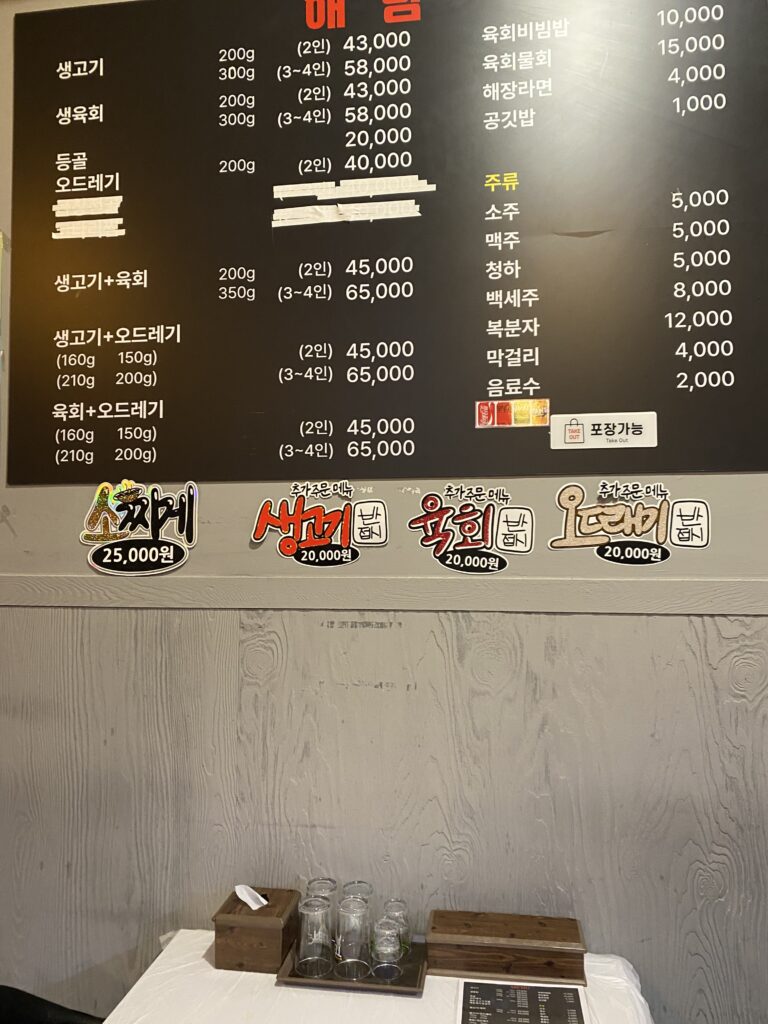 해
생고기 200g (2인) 43,000
300g (3~4인) 58,000
생육회 200g (2인) 43,000
300g (3~4인) 58,000
등골 20,000
오드레기 200g (2인) 40,000
생고기+육회 200g (2인) 45,000
350g (3~4인) 65,000
생고기+오드레기
(160g 150g) (2인) 45,000
(210g 200g) (3~4인) 65,000
육회+오드레기
(160g 150g) (2인) 45,000
(210g 200g) (3~4인) 65,000
육회비빔밥 10,000
육회물회 15,000
해장라면 4,000
공깃밥 1,000
주류
소주 5,000
맥주 5,000
청하 5,000
백세주 8,000
복분자 12,000
막걸리 4,000
음료수 2,000
TAKE OUT
포장가능
Take Out
소찌게
25,000원
추가주문메뉴
생고기 반접시
20,000원
추가주문메뉴
육회 반접시
20,000원
추가주문메뉴
오드래기 반접시
20,000원